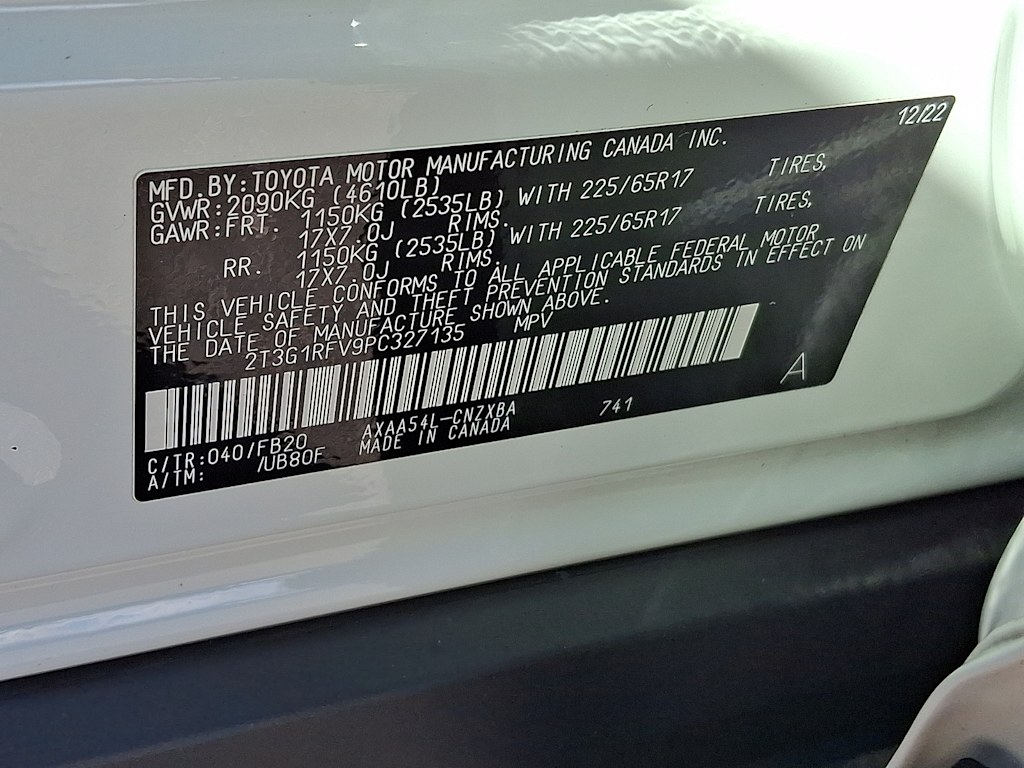 12/22
MFD.BY:TOYOTA MOTOR MANUFACTURING CANADA INC.
GVWR:2090KG (4610LB)
GAWR:FRT. 1150KG (2535LB) WITH 225/65R17 TIRES,
17X7.0J RIMS.
RR. 1150KG (2535LB) WITH 225/65R17 TIRES,
17X7.0J RIMS.
THIS VEHICLE CONFORMS TO ALL APPLICABLE FEDERAL MOTOR
VEHICLE SAFETY AND THEFT PREVENTION STANDARDS IN EFFECT ON
THE DATE OF MANUFACTURE SHOWN ABOVE.
2T3G1RFV9PC327135 MPV
A
C/TR:040/FB20 AXAA54L-CNZXBA 741
A/TM: /UB80F MADE IN CANADA